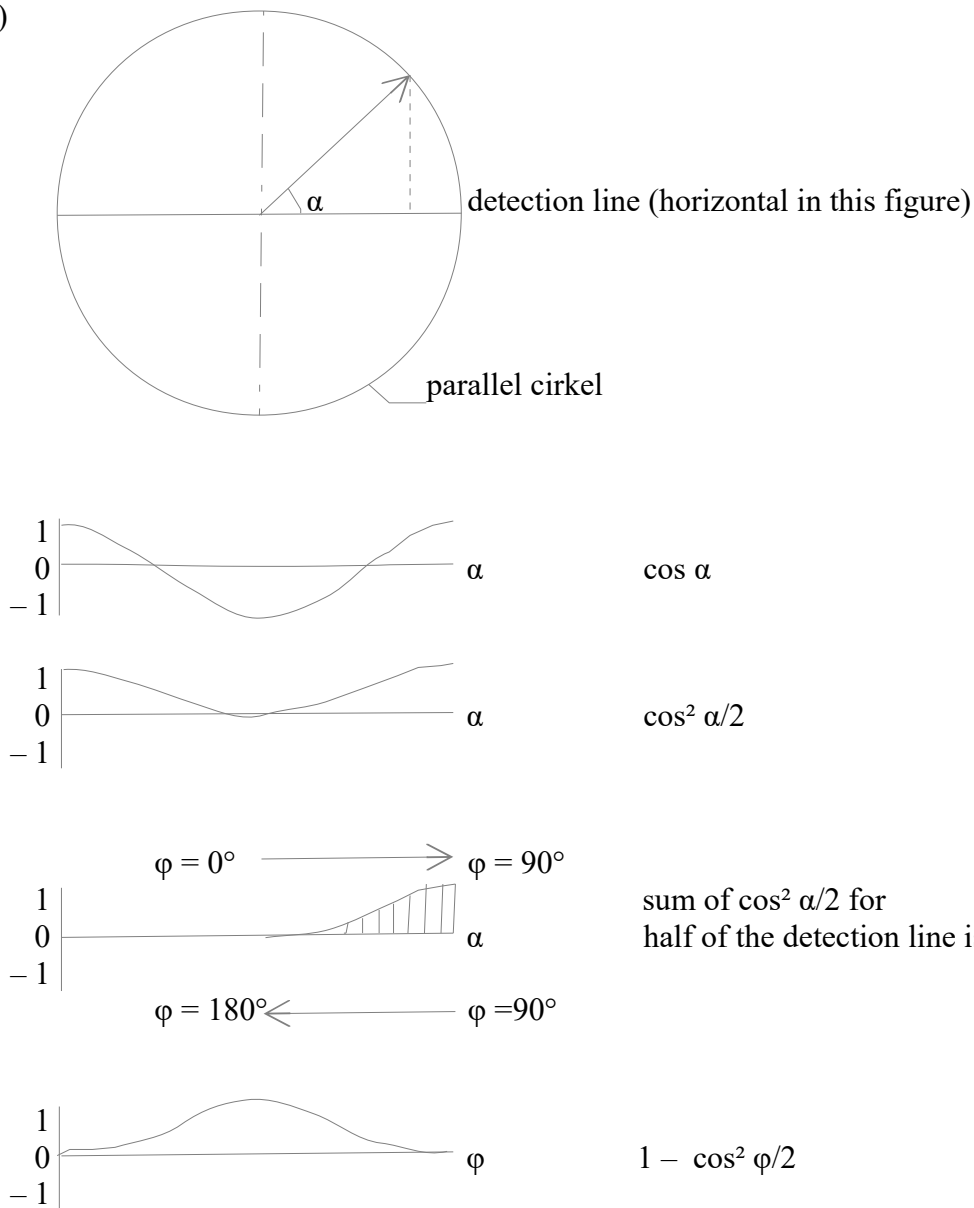 )
α
detection line (horizontal in this figure)
parallel cirkel
1
0
– 1
α
cos α
1
0
– 1
α
cos² α/2
φ = 0°
φ = 90°
1
0
– 1
α
sum of cos² α/2 for
half of the detection line i
φ = 180°
φ =90°
1
0
– 1
φ
1 – cos² φ/2